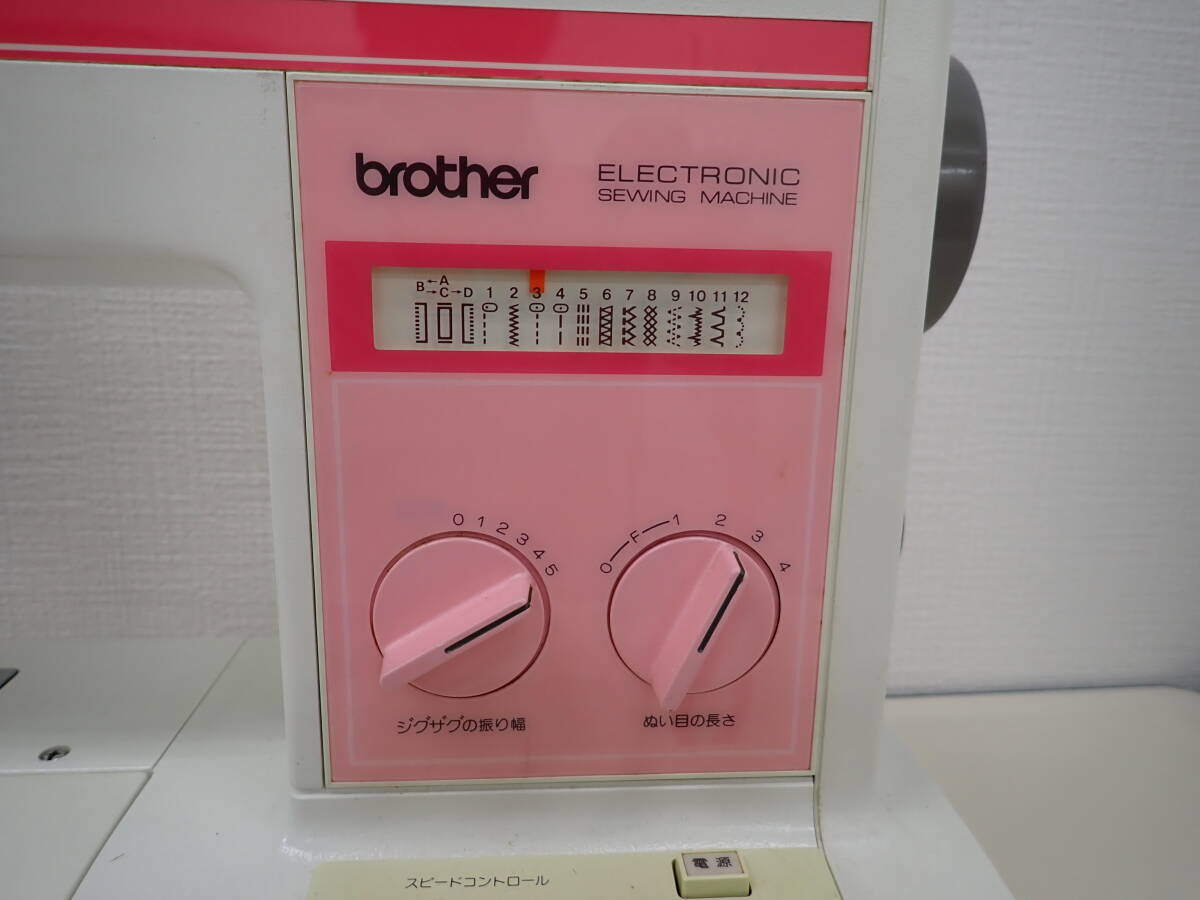 brother
ELECTRONIC
SEWING MACHINE
←A
B →C→D 1 2 3 4 5 6 7 8 9 10 11 12
0 1 2 3 4 5
0 F 1 2 3 4
ジグザグの振り幅
ぬい目の長さ
電源
スピードコントロール